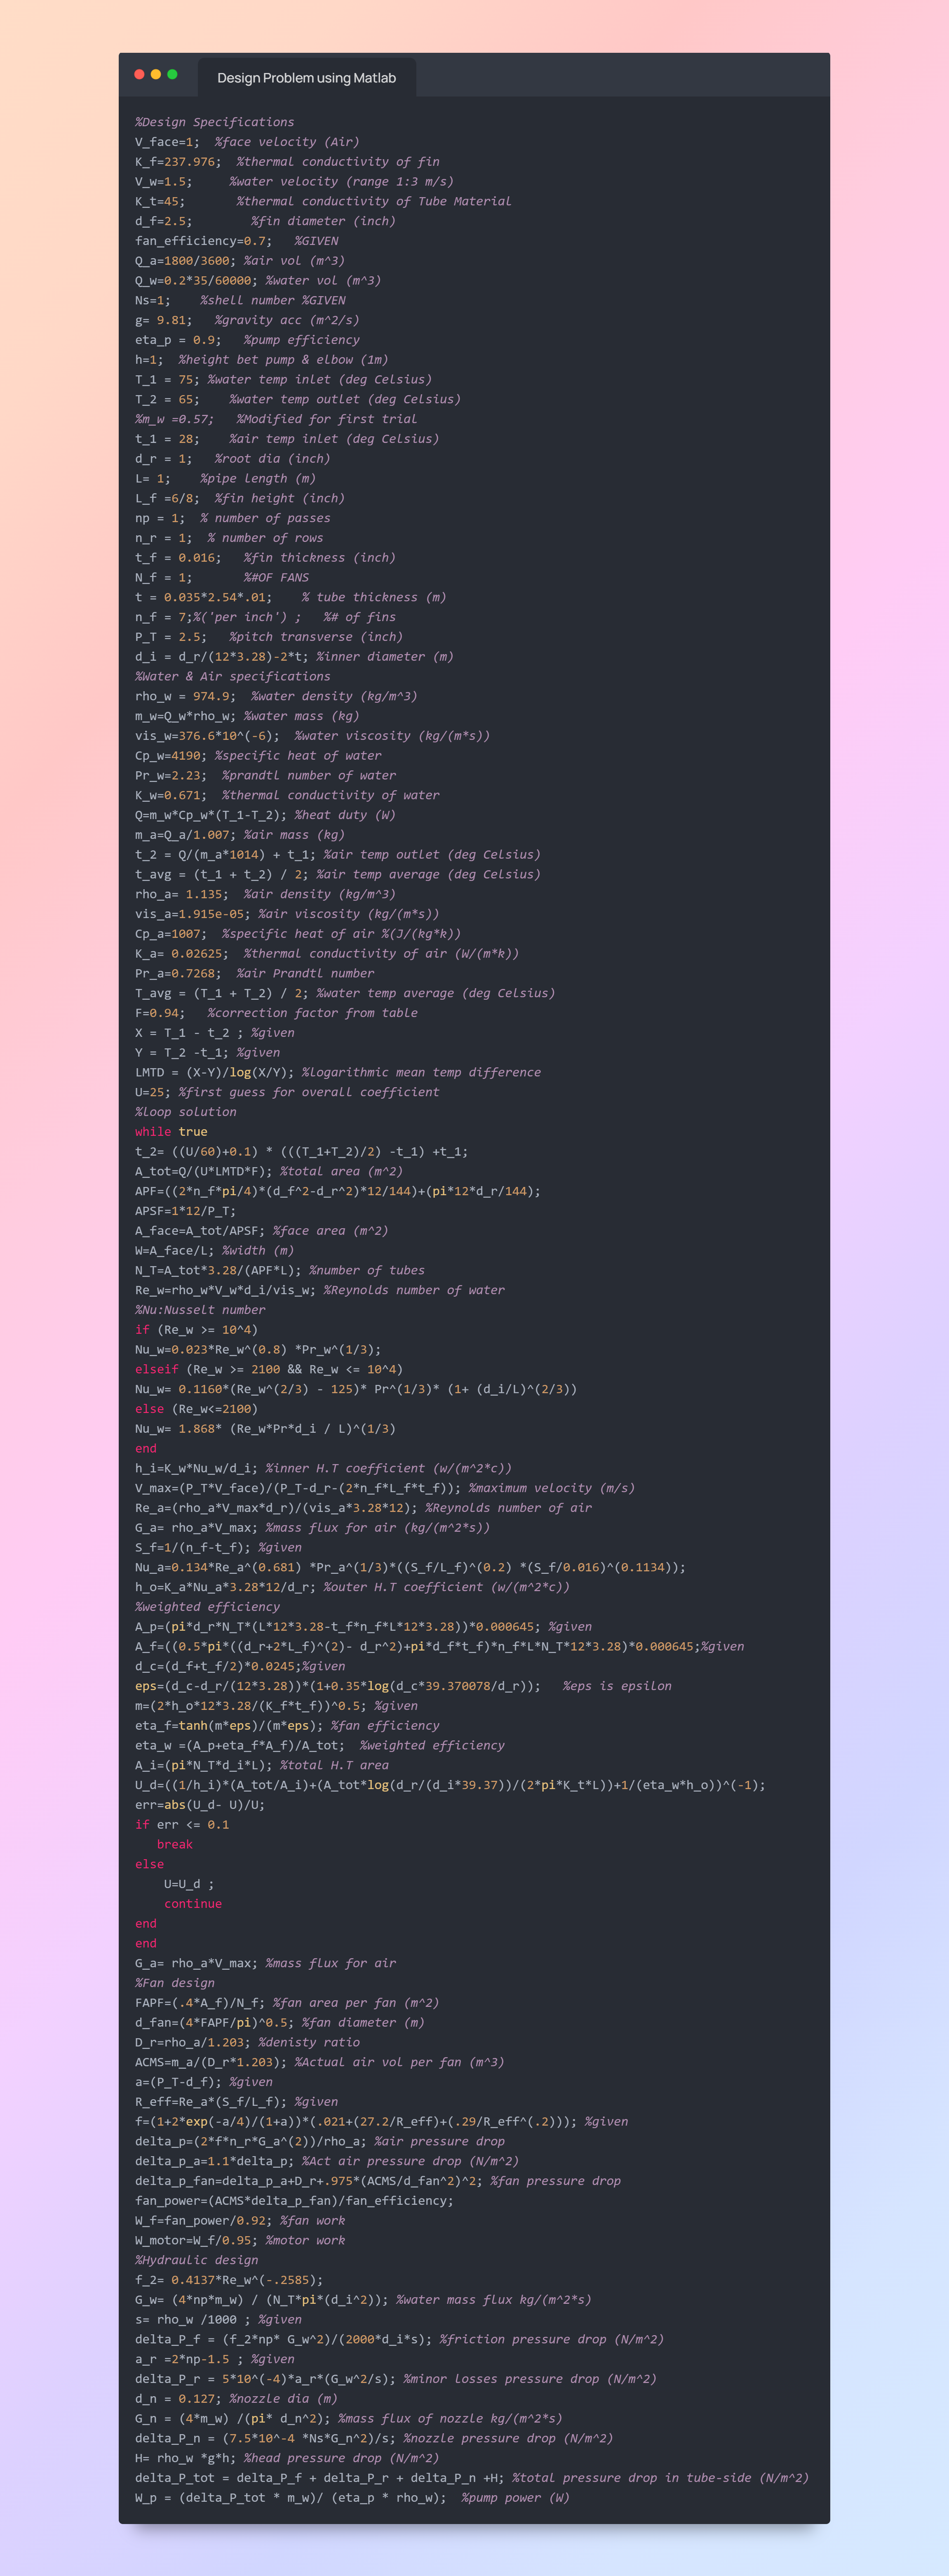 Design Problem using Matlab
%Design Specifications
V_face=1;  %face velocity (Air)
K_f=237.976;  %thermal conductivity of fin
V_w=1.5;     %water velocity (range 1:3 m/s)
K_t=45;       %thermal conductivity of Tube Material
d_f=2.5;        %fin diameter (inch)
fan_efficiency=0.7;   %GIVEN
Q_a=1800/3600; %air vol (m^3)
Q_w=0.2*35/60000; %water vol (m^3)
Ns=1;    %shell number %GIVEN
g= 9.81;   %gravity acc (m^2/s)
eta_p = 0.9;   %pump efficiency
h=1;  %height bet pump & elbow (1m)
T_1 = 75; %water temp inlet (deg Celsius)
T_2 = 65;    %water temp outlet (deg Celsius)
%m_w =0.57;   %Modified for first trial
t_1 = 28;    %air temp inlet (deg Celsius)
d_r = 1;   %root dia (inch)
L= 1;    %pipe length (m)
L_f =6/8;  %fin height (inch)
np = 1;  % number of passes
n_r = 1;  % number of rows
t_f = 0.016;   %fin thickness (inch)
N_f = 1;       %#OF FANS
t = 0.035*2.54*.01;    % tube thickness (m)
n_f = 7;%('per inch') ;   %# of fins
P_T = 2.5;   %pitch transverse (inch)
d_i = d_r/(12*3.28)-2*t; %inner diameter (m)
%Water & Air specifications
rho_w = 974.9;  %water density (kg/m^3)
m_w=Q_w*rho_w; %water mass (kg)
vis_w=376.6*10^(-6);  %water viscosity (kg/(m*s))
Cp_w=4190; %specific heat of water
Pr_w=2.23;  %prandtl number of water
K_w=0.671;  %thermal conductivity of water
Q=m_w*Cp_w*(T_1-T_2); %heat duty (W)
m_a=Q_a/1.007; %air mass (kg)
t_2 = Q/(m_a*1014) + t_1; %air temp outlet (deg Celsius)
t_avg = (t_1 + t_2) / 2; %air temp average (deg Celsius)
rho_a= 1.135;  %air density (kg/m^3)
vis_a=1.915e-05; %air viscosity (kg/(m*s))
Cp_a=1007;  %specific heat of air %(J/(kg*k))
K_a= 0.02625;  %thermal conductivity of air (W/(m*k))
Pr_a=0.7268;  %air Prandtl number
T_avg = (T_1 + T_2) / 2; %water temp average (deg Celsius)
F=0.94;   %correction factor from table
X = T_1 - t_2 ; %given
Y = T_2 -t_1; %given
LMTD = (X-Y)/log(X/Y); %logarithmic mean temp difference
U=25; %first guess for overall coefficient
%loop solution
while true
t_2= ((U/60)+0.1) * (((T_1+T_2)/2) -t_1) +t_1;
A_tot=Q/(U*LMTD*F); %total area (m^2)
APF=((2*n_f*pi/4)*(d_f^2-d_r^2)*12/144)+(pi*12*d_r/144);
APSF=1*12/P_T;
A_face=A_tot/APSF; %face area (m^2)
W=A_face/L; %width (m)
N_T=A_tot*3.28/(APF*L); %number of tubes
Re_w=rho_w*V_w*d_i/vis_w; %Reynolds number of water
%Nu:Nusselt number
if (Re_w >= 10^4)
Nu_w=0.023*Re_w^(0.8) *Pr_w^(1/3);
elseif (Re_w >= 2100 && Re_w <= 10^4)
Nu_w= 0.1160*(Re_w^(2/3) - 125)* Pr^(1/3)* (1+ (d_i/L)^(2/3))
else (Re_w<=2100)
Nu_w= 1.868* (Re_w*Pr*d_i / L)^(1/3)
end
h_i=K_w*Nu_w/d_i; %inner H.T coefficient (w/(m^2*c))
V_max=(P_T*V_face)/(P_T-d_r-(2*n_f*L_f*t_f)); %maximum velocity (m/s)
Re_a=(rho_a*V_max*d_r)/(vis_a*3.28*12); %Reynolds number of air
G_a= rho_a*V_max; %mass flux for air (kg/(m^2*s))
S_f=1/(n_f-t_f); %given
Nu_a=0.134*Re_a^(0.681) *Pr_a^(1/3)*((S_f/L_f)^(0.2) *(S_f/0.016)^(0.1134));
h_o=K_a*Nu_a*3.28*12/d_r; %outer H.T coefficient (w/(m^2*c))
%weighted efficiency
A_p=(pi*d_r*N_T*(L*12*3.28-t_f*n_f*L*12*3.28))*0.000645; %given
A_f=((0.5*pi*((d_r+2*L_f)^(2)- d_r^2)+pi*d_f*t_f)*n_f*L*N_T*12*3.28)*0.000645;%given
d_c=(d_f+t_f/2)*0.0245;%given
eps=(d_c-d_r/(12*3.28))*(1+0.35*log(d_c*39.370078/d_r));   %eps is epsilon
m=(2*h_o*12*3.28/(K_f*t_f))^0.5; %given
eta_f=tanh(m*eps)/(m*eps); %fan efficiency
eta_w =(A_p+eta_f*A_f)/A_tot;  %weighted efficiency
A_i=(pi*N_T*d_i*L); %total H.T area
U_d=((1/h_i)*(A_tot/A_i)+(A_tot*log(d_r/(d_i*39.37))/(2*pi*K_t*L))+1/(eta_w*h_o))^(-1);
err=abs(U_d- U)/U;
if err <= 0.1
   break
else
    U=U_d ;
    continue
end
end
G_a= rho_a*V_max; %mass flux for air
%Fan design
FAPF=(.4*A_f)/N_f; %fan area per fan (m^2)
d_fan=(4*FAPF/pi)^0.5; %fan diameter (m)
D_r=rho_a/1.203; %denisty ratio
ACMS=m_a/(D_r*1.203); %Actual air vol per fan (m^3)
a=(P_T-d_f); %given
R_eff=Re_a*(S_f/L_f); %given
f=(1+2*exp(-a/4)/(1+a))*(.021+(27.2/R_eff)+(.29/R_eff^(.2))); %given
delta_p=(2*f*n_r*G_a^(2))/rho_a; %air pressure drop
delta_p_a=1.1*delta_p; %Act air pressure drop (N/m^2)
delta_p_fan=delta_p_a+D_r+.975*(ACMS/d_fan^2)^2; %fan pressure drop
fan_power=(ACMS*delta_p_fan)/fan_efficiency;
W_f=fan_power/0.92; %fan work
W_motor=W_f/0.95; %motor work
%Hydraulic design
f_2= 0.4137*Re_w^(-.2585);
G_w= (4*np*m_w) / (N_T*pi*(d_i^2)); %water mass flux kg/(m^2*s)
s= rho_w /1000 ; %given
delta_P_f = (f_2*np* G_w^2)/(2000*d_i*s); %friction pressure drop (N/m^2)
a_r =2*np-1.5 ; %given
delta_P_r = 5*10^(-4)*a_r*(G_w^2/s); %minor losses pressure drop (N/m^2)
d_n = 0.127; %nozzle dia (m)
G_n = (4*m_w) /(pi* d_n^2); %mass flux of nozzle kg/(m^2*s)
delta_P_n = (7.5*10^-4 *Ns*G_n^2)/s; %nozzle pressure drop (N/m^2)
H= rho_w *g*h; %head pressure drop (N/m^2)
delta_P_tot = delta_P_f + delta_P_r + delta_P_n +H; %total pressure drop in tube-side (N/m^2)
W_p = (delta_P_tot * m_w)/ (eta_p * rho_w);  %pump power (W)